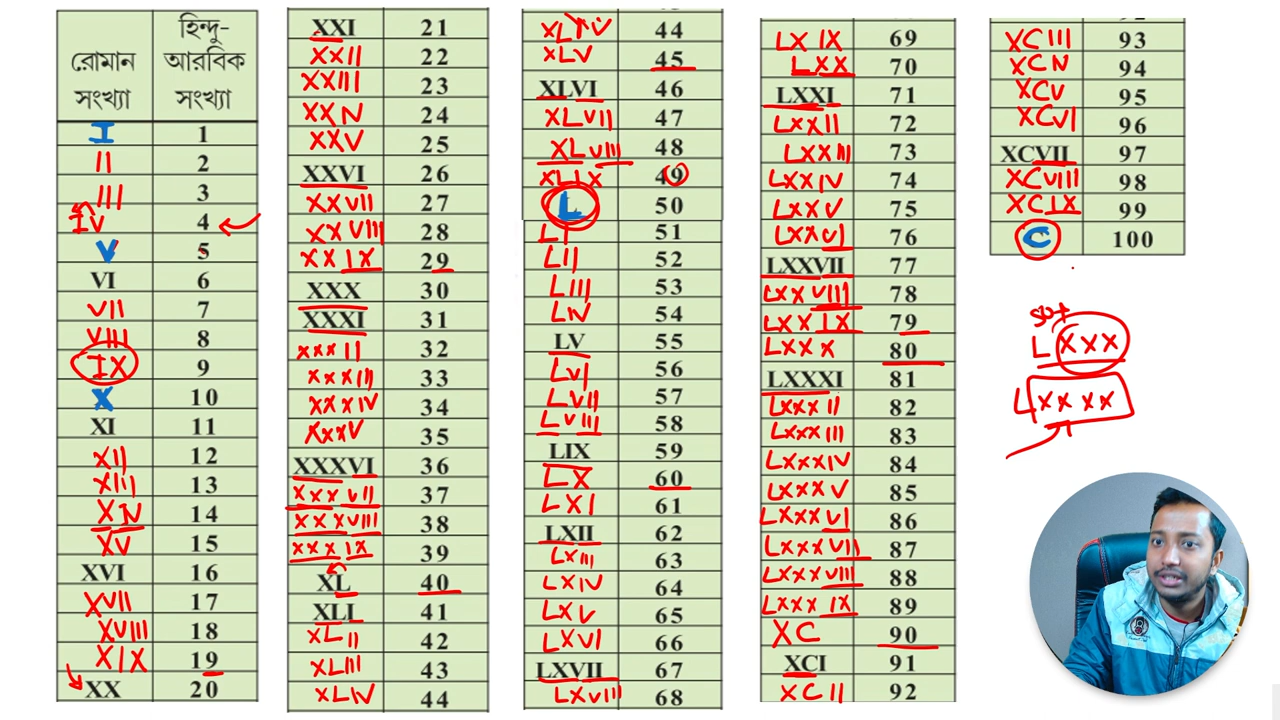 রোমান সংখ্যা হিন্দু-আরবিক সংখ্যা
I 1
II 2
III 3
IV 4
V 5
VI 6
VII 7
VIII 8
IX 9
X 10
XI 11
XII 12
XIII 13
XIV 14
XV 15
XVI 16
XVII 17
XVIII 18
XIX 19
XX 20
XXI 21
XXII 22
XXIII 23
XXIV 24
XXV 25
XXVI 26
XXVII 27
XXVIII 28
XXIX 29
XXX 30
XXXI 31
XXXII 32
XXXIII 33
XXXIV 34
XXXV 35
XXXVI 36
XXXVII 37
XXXVIII 38
XXXIX 39
XL 40
XLI 41
XLII 42
XLIII 43
XLIV 44
XLIV 44
XLV 45
XLVI 46
XLVII 47
XLVIII 48
XLIX 49
L 50
LI 51
LII 52
LIII 53
LIV 54
LV 55
LVI 56
LVII 57
LVIII 58
LIX 59
LX 60
LXI 61
LXII 62
LXIII 63
LXIV 64
LXV 65
LXVI 66
LXVII 67
LXVIII 68
LXIX 69
LXX 70
LXXI 71
LXXII 72
LXXIII 73
LXXIV 74
LXXV 75
LXXVI 76
LXXVII 77
LXXVIII 78
LXXIX 79
LXXX 80
LXXXI 81
LXXXII 82
LXXXIII 83
LXXXIV 84
LXXXV 85
LXXXVI 86
LXXXVII 87
LXXXVIII 88
LXXXIX 89
XC 90
XCI 91
XCII 92
XCIII 93
XCIV 94
XCV 95
XCVI 96
XCVII 97
XCVIII 98
XCIX 99
C 100
50+
LXXX
LXXXX